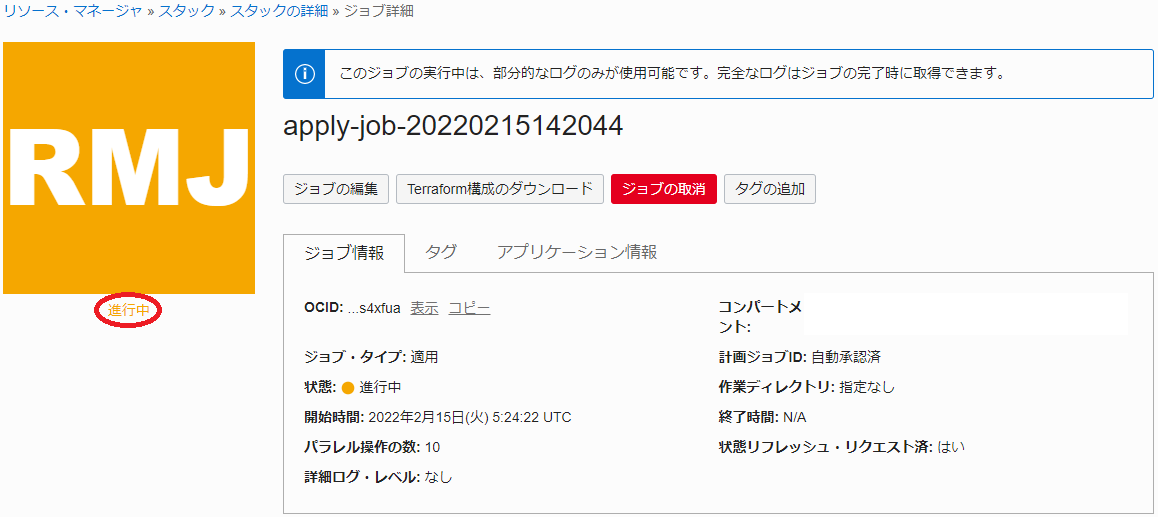 リソース・マネージャ » スタック » スタックの詳細 » ジョブ詳細
RMJ
進行中
このジョブの実行中は、部分的なログのみが使用可能です。完全なログはジョブの完了時に取得できます。
apply-job-20220215142044
ジョブの編集 Terraform構成のダウンロード ジョブの取消 タグの追加
ジョブ情報 タグ アプリケーション情報
OCID: ...s4xfua 表示 コピー
コンパートメ
ント:
ジョブ・タイプ: 適用
計画ジョブID: 自動承認済
状態: 進行中
作業ディレクトリ: 指定なし
開始時間: 2022年2月15日(火) 5:24:22 UTC
終了時間: N/A
パラレル操作の数: 10
状態リフレッシュ・リクエスト済: はい
詳細ログ・レベル: なし